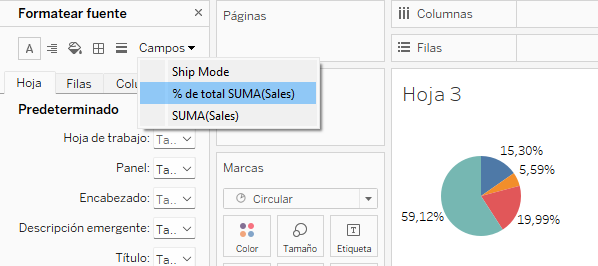 Formatear fuente
Campos
Ship Mode
% de total SUMA(Sales)
SUMA(Sales)
Hoja
Filas
Colu
Predeterminado
Hoja de trabajo:
Ta..
Panel:
Ta..
Encabezado:
Ta..
Descripción emergente:
Ta..
Título:
Ta..
Páginas
Marcas
Circular
Color
Tamaño
Etiqueta
Columnas
Filas
Hoja 3
15,30%
5,59%
59,12%
19,99%